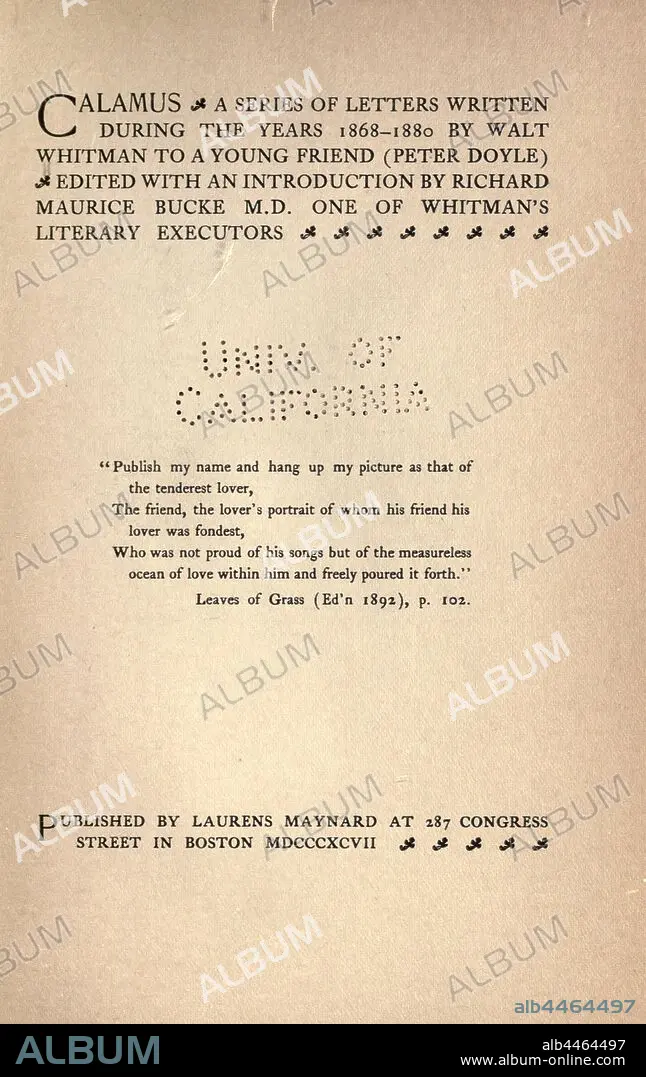 CALAMUS A SERIES OF LETTERS WRITTEN
DURING THE YEARS 1868–1880 BY WALT
WHITMAN TO A YOUNG FRIEND (PETER DOYLE)
EDITED WITH AN INTRODUCTION BY RICHARD
MAURICE BUCKE M.D. ONE OF WHITMAN'S
LITERARY EXECUTORS
UNIV. OF
CALIFORNIA
“Publish my name and hang up my picture as that of
the tenderest lover,
The friend, the lover's portrait of whom his friend his
lover was fondest,
Who was not proud of his songs but of the measureless
ocean of love within him and freely poured it forth.”
Leaves of Grass (Ed'n 1892), p. 102.
PUBLISHED BY LAURENS MAYNARD AT 287 CONGRESS
STREET IN BOSTON MDCCCXCVII
alb4464497
ALBUM
alb4464497
www.album-online.com